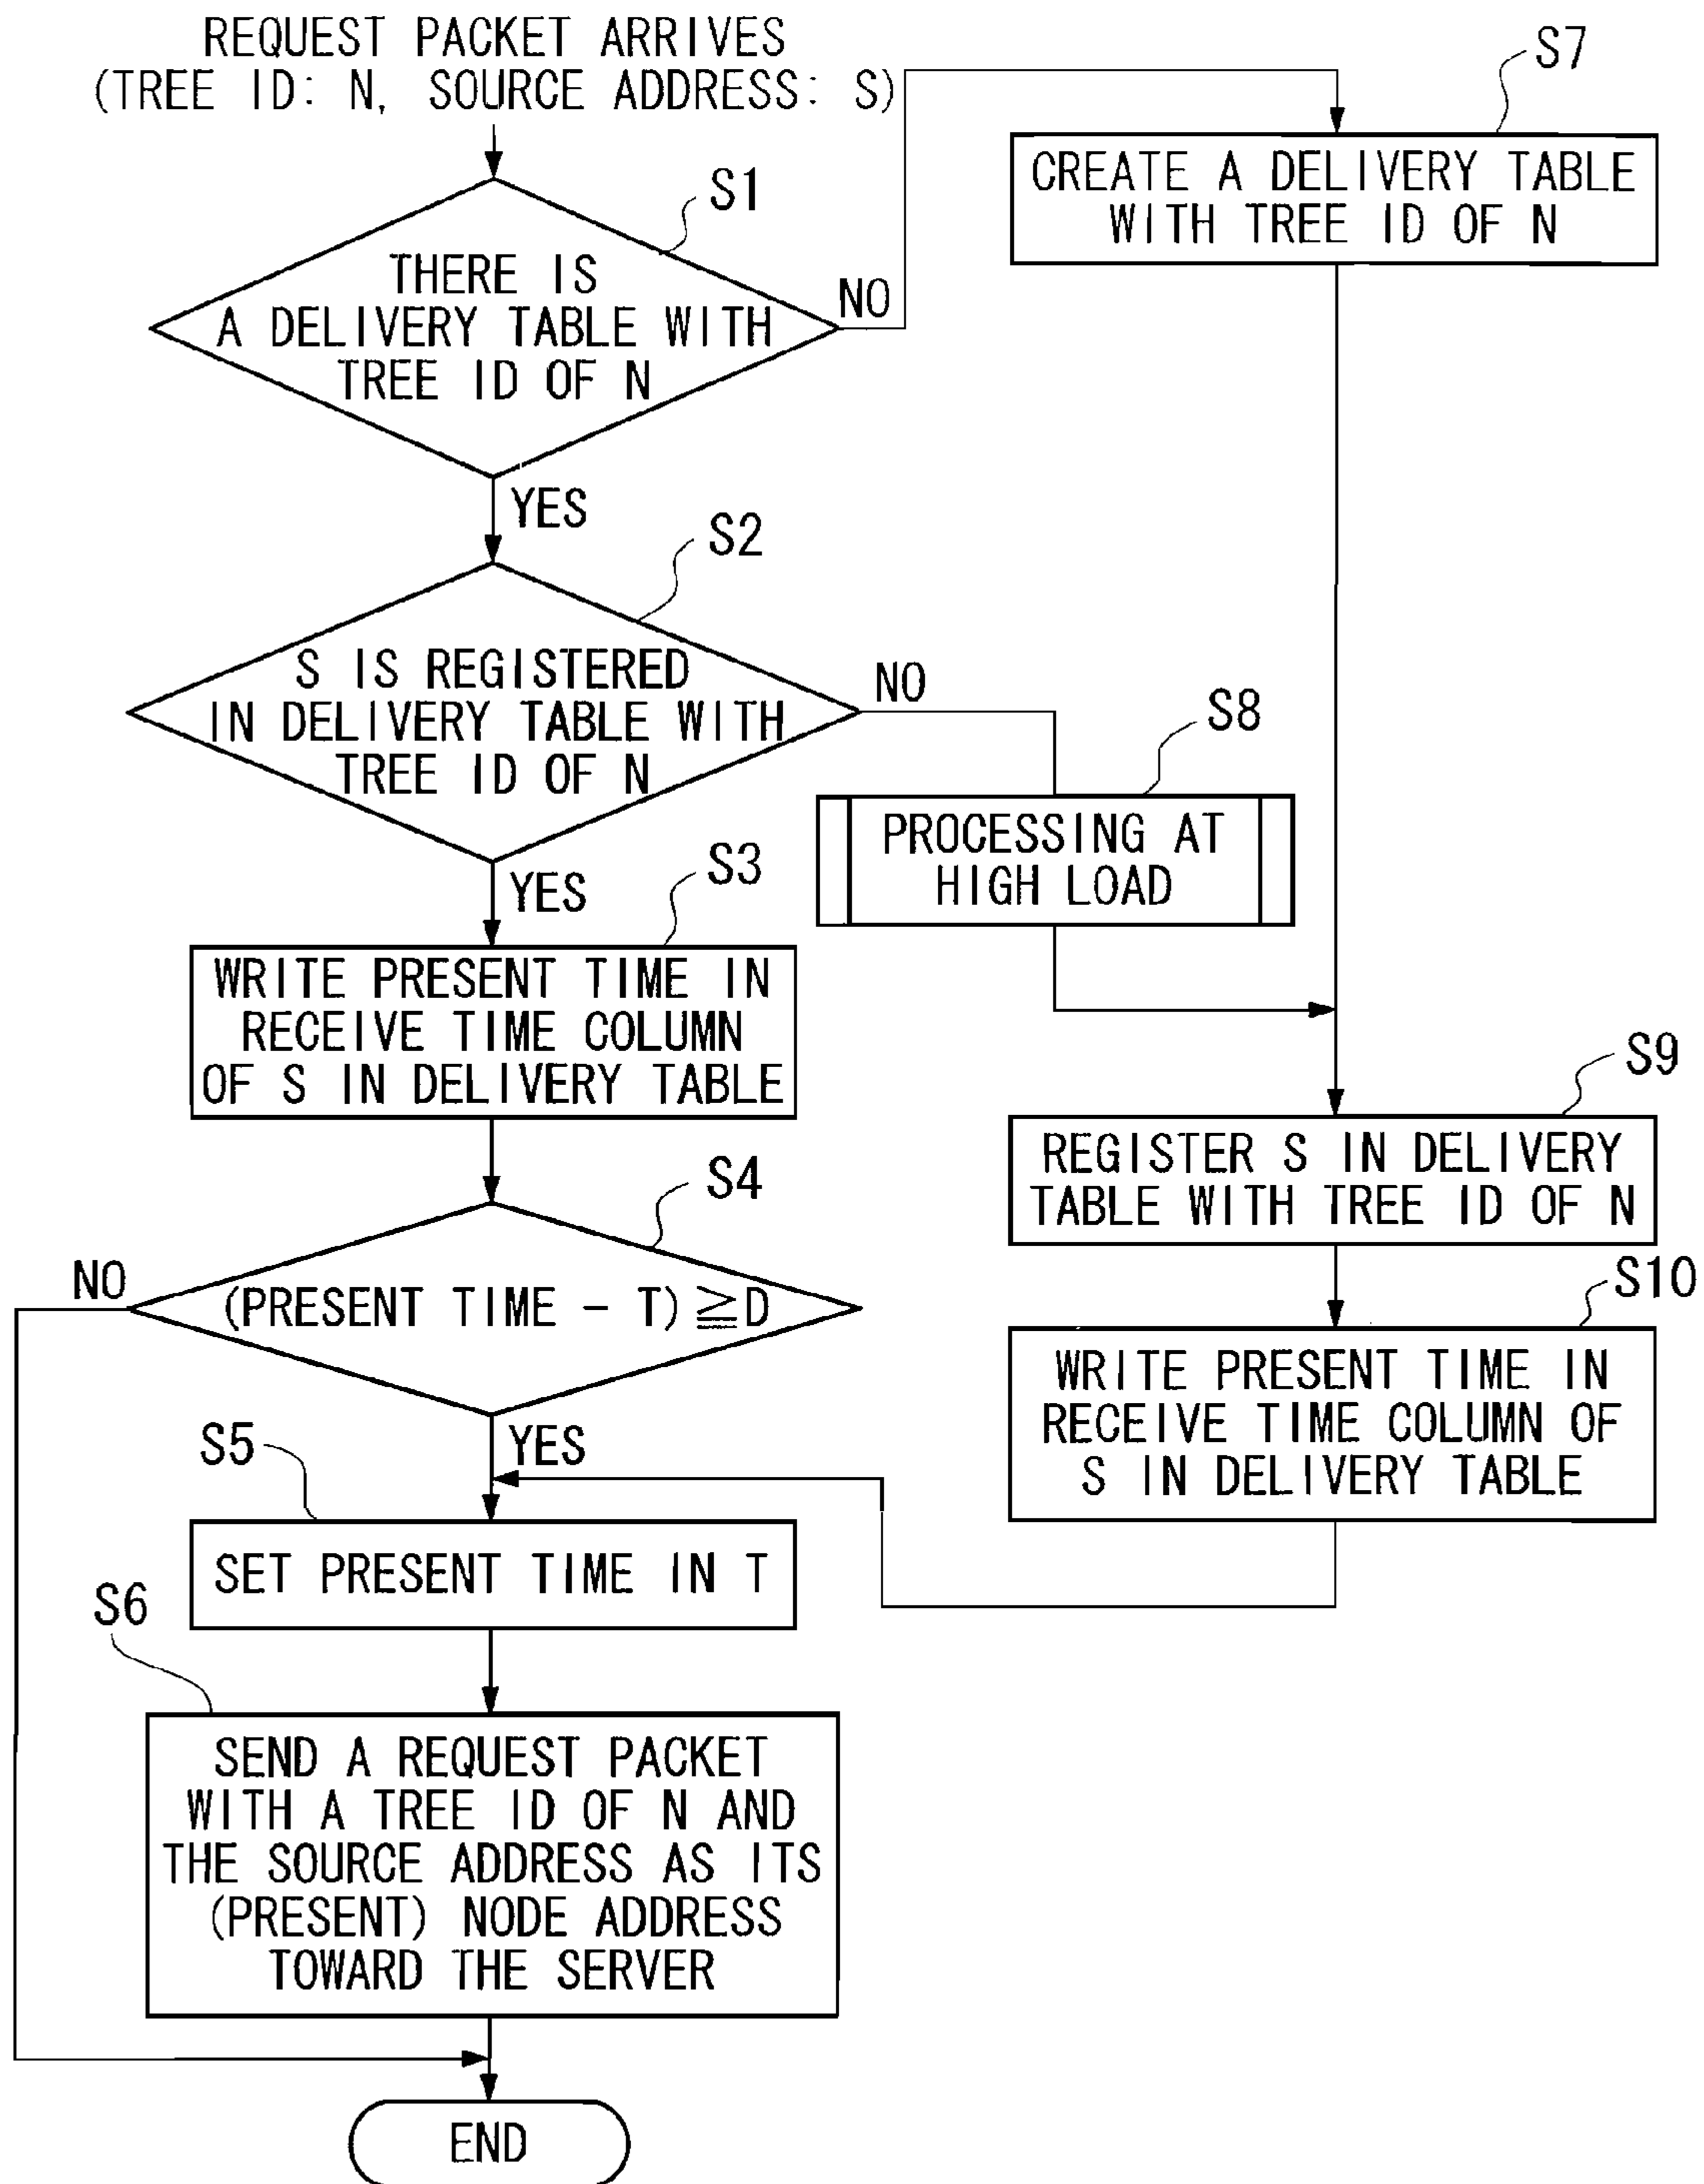 REQUEST PACKET ARRIVES
(TREE ID: N, SOURCE ADDRESS: S)
S1
THERE IS
A DELIVERY TABLE WITH
TREE ID OF N
NO
YES
S7
CREATE A DELIVERY TABLE
WITH TREE ID OF N
S2
S IS REGISTERED
IN DELIVERY TABLE WITH
TREE ID OF N
NO
YES
S8
PROCESSING AT
HIGH LOAD
S3
WRITE PRESENT TIME IN
RECEIVE TIME COLUMN
OF S IN DELIVERY TABLE
S9
REGISTER S IN DELIVERY
TABLE WITH TREE ID OF N
S4
(PRESENT TIME - T) ≧D
NO
YES
S10
WRITE PRESENT TIME IN
RECEIVE TIME COLUMN OF
S IN DELIVERY TABLE
S5
SET PRESENT TIME IN T
S6
SEND A REQUEST PACKET
WITH A TREE ID OF N AND
THE SOURCE ADDRESS AS ITS
(PRESENT) NODE ADDRESS
TOWARD THE SERVER
END